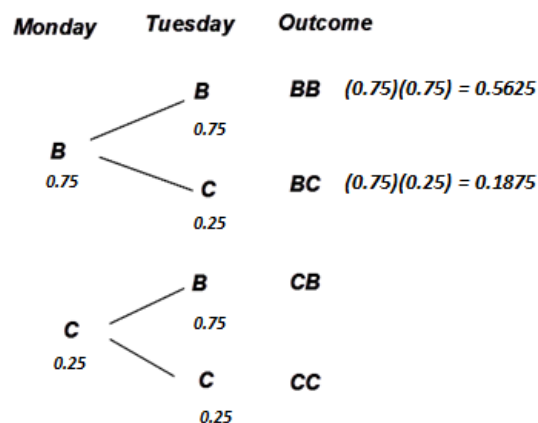 Monday Tuesday Outcome
B BB (0.75)(0.75) = 0.5625
0.75
B
0.75
C BC (0.75)(0.25) = 0.1875
0.25
B CB
0.75
C
0.25
C CC
0.25